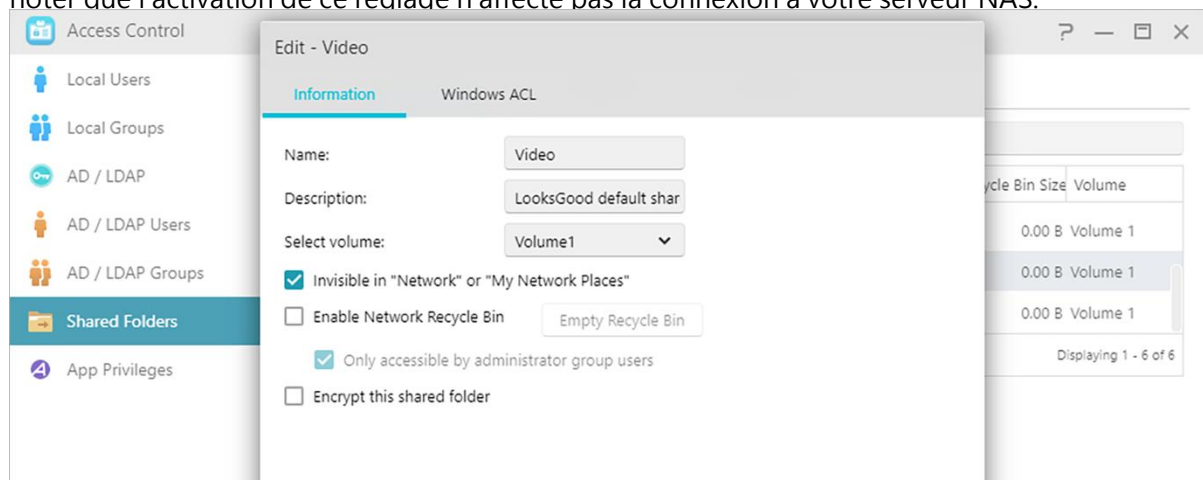 noter que l'activation de ce réglage n'affecte pas la connexion à votre serveur NAS.
Access Control
Local Users
Local Groups
AD / LDAP
AD / LDAP Users
AD / LDAP Groups
Shared Folders
App Privileges
Edit - Video
Information Windows ACL
Name: Video
Description: LooksGood default shar
Select volume: Volume1
Invisible in "Network" or "My Network Places"
Enable Network Recycle Bin Empty Recycle Bin
Only accessible by administrator group users
Encrypt this shared folder
ycle Bin Size Volume
0.00 B Volume 1
0.00 B Volume 1
0.00 B Volume 1
Displaying 1 - 6 of 6